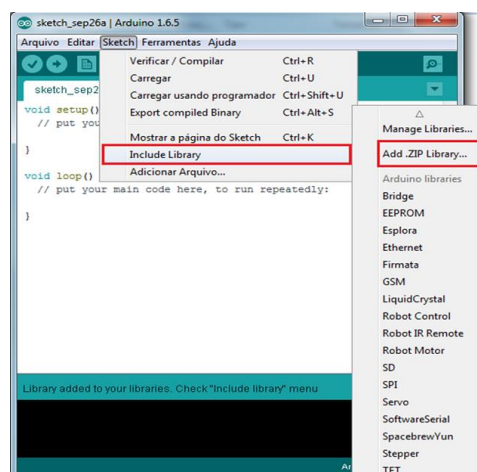 sketch_sep26a | Arduino 1.6.5
Arquivo Editar Sketch Ferramentas Ajuda
sketch_sep2
Verificar / Compilar Ctrl+R
Carregar Ctrl+U
Carregar usando programador Ctrl+Shift+U
Export compiled Binary Ctrl+Alt+S
Mostrar a página do Sketch Ctrl+K
Include Library
Adicionar Arquivo...
void setup()
// put you
}
void loop()
// put your main code here, to run repeatedly:
}
Manage Libraries...
Add .ZIP Library...
Arduino libraries
Bridge
EEPROM
Esplora
Ethernet
Firmata
GSM
LiquidCrystal
Robot Control
Robot IR Remote
Robot Motor
SD
SPI
Servo
SoftwareSerial
SpacebrewYun
Stepper
TFT
Library added to your libraries. Check "Include library" menu
Ar